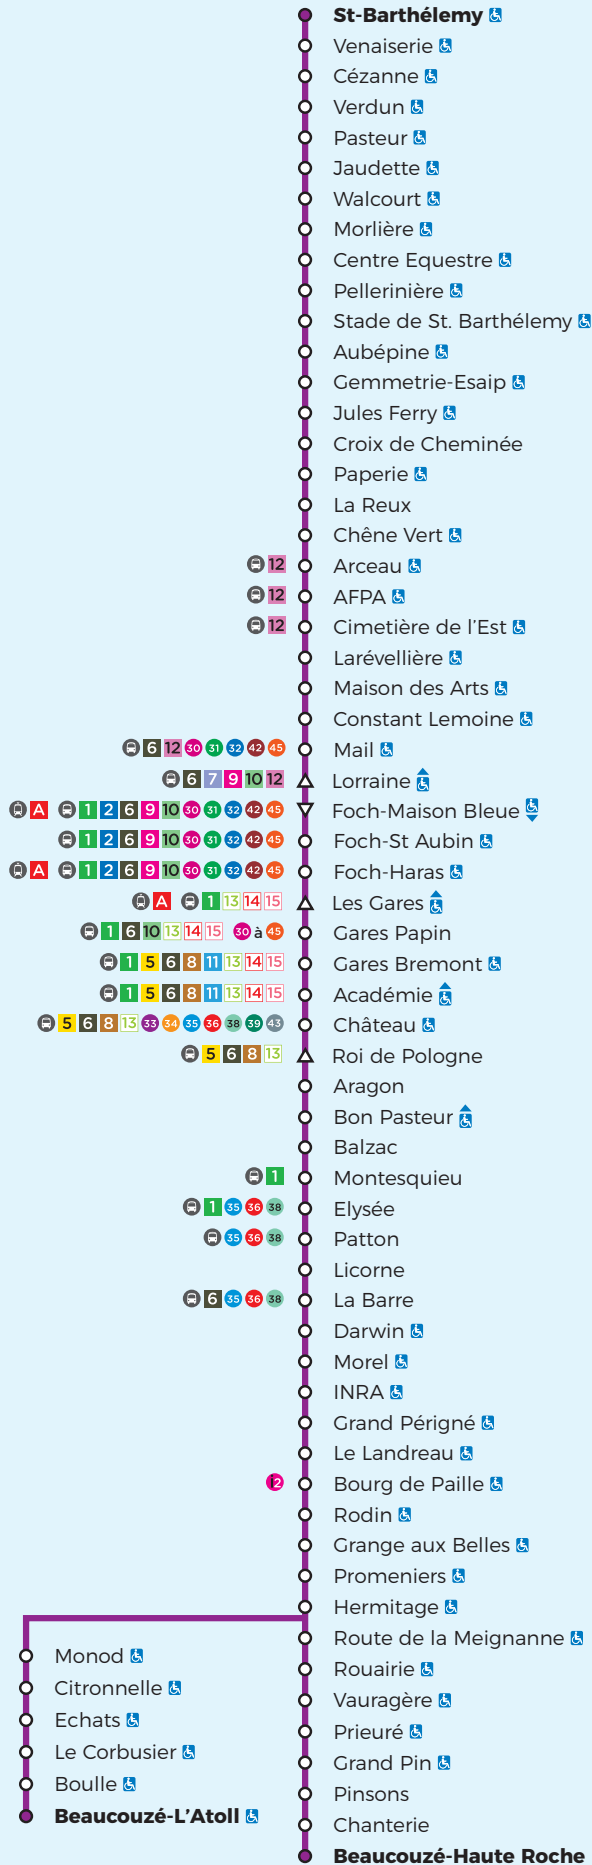 St-Barthélemy
Venaiserie
Cézanne
Verdun
Pasteur
Jaudette
Walcourt
Morlière
Centre Equestre
Pellerinière
Stade de St. Barthélemy
Aubépine
Gemmetrie-Esaip
Jules Ferry
Croix de Cheminée
Paperie
La Reux
Chêne Vert
12 Arceau
12 AFPA
12 Cimetière de l'Est
Larévellière
Maison des Arts
Constant Lemoine
6 12 30 31 32 42 45 Mail
6 7 9 10 12 Lorraine
A 1 2 6 9 10 30 31 32 42 45 Foch-Maison Bleue
1 2 6 9 10 30 31 32 42 45 Foch-St Aubin
A 1 2 6 9 10 30 31 32 42 45 Foch-Haras
A 1 13 14 15 Les Gares
1 6 10 13 14 15 30 à 45 Gares Papin
1 5 6 8 11 13 14 15 Gares Bremont
1 5 6 8 11 13 14 15 Académie
5 6 8 13 33 34 35 36 38 39 43 Château
5 6 8 13 Roi de Pologne
Aragon
Bon Pasteur
Balzac
1 Montesquieu
1 35 36 38 Elysée
35 36 38 Patton
Licorne
6 35 36 38 La Barre
Darwin
Morel
INRA
Grand Périgné
Le Landreau
Bourg de Paille
Rodin
Grange aux Belles
Promeniers
Hermitage
Route de la Meignanne
Rouairie
Vauragère
Prieuré
Grand Pin
Pinsons
Chanterie
Beaucouzé-Haute Roche
Monod
Citronnelle
Echats
Le Corbusier
Boulle
Beaucouzé-L'Atoll